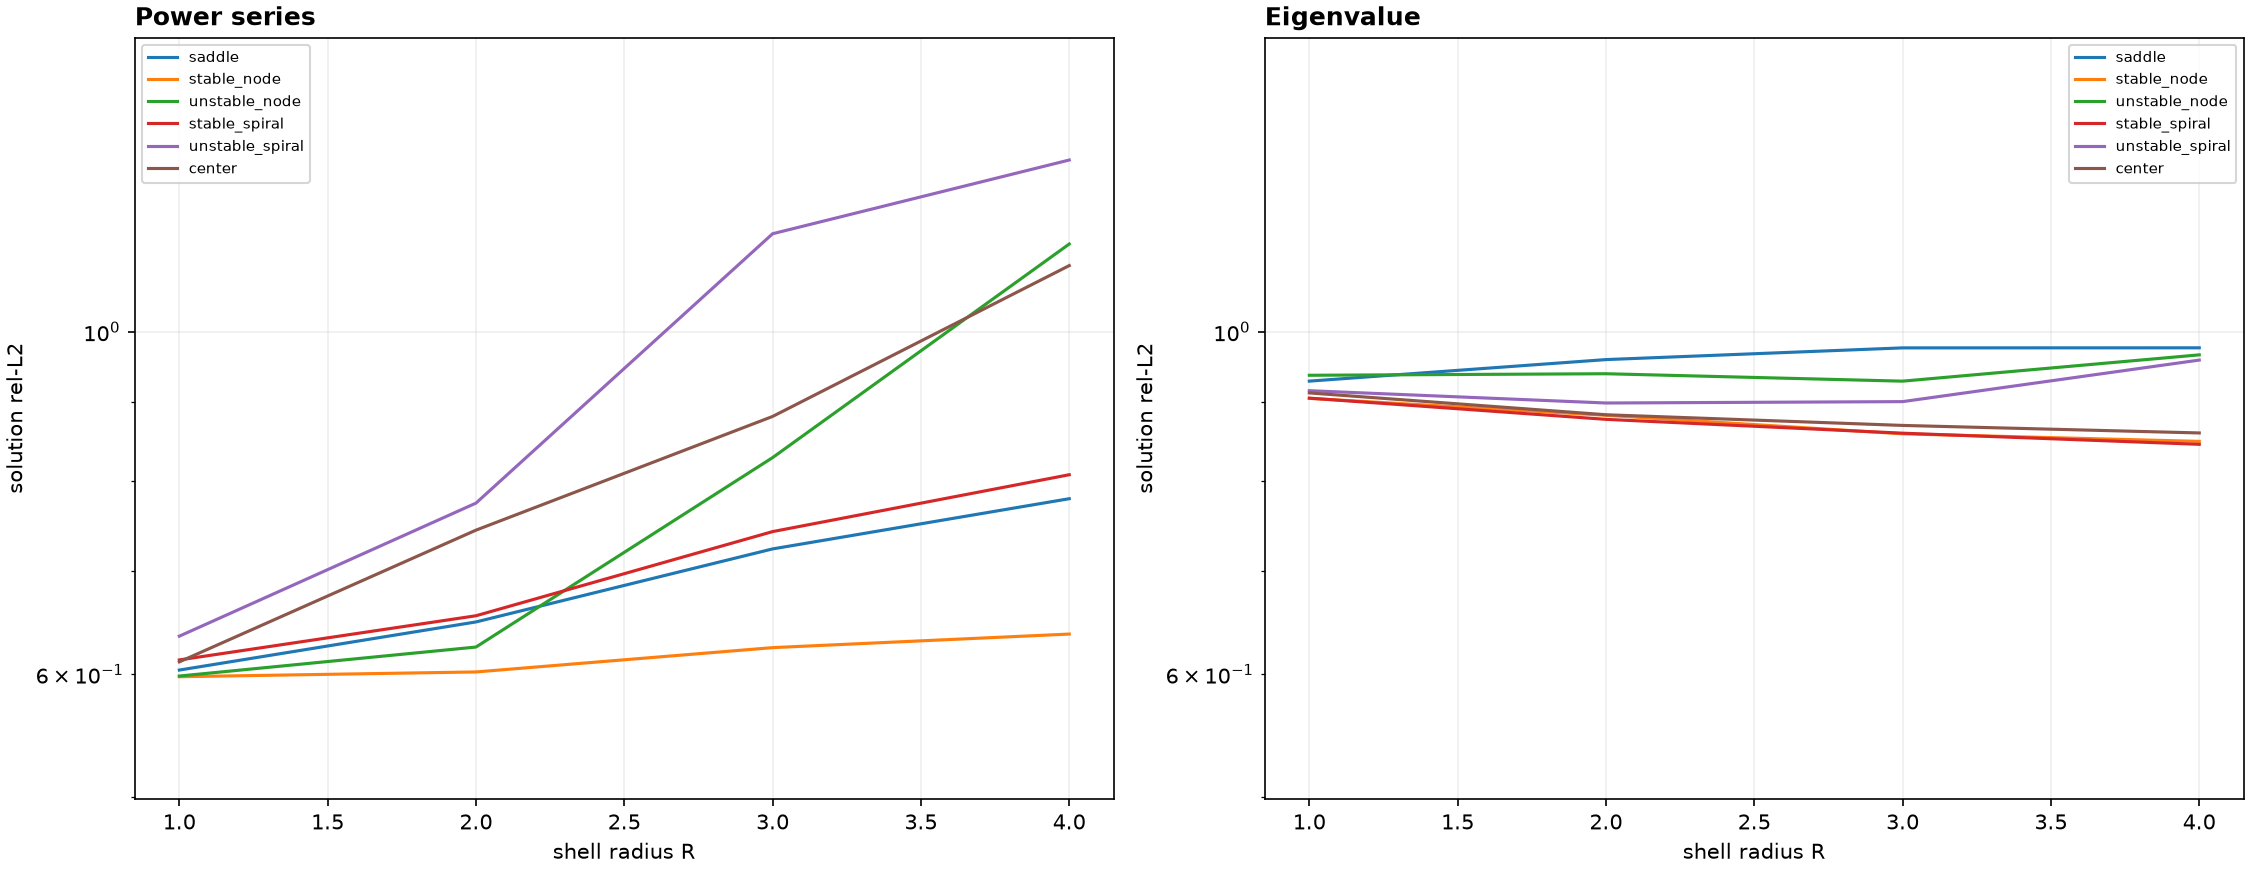 Power series
saddle
stable_node
unstable_node
stable_spiral
unstable_spiral
center
10^0
6 × 10^-1
solution rel-L2
1.0 1.5 2.0 2.5 3.0 3.5 4.0
shell radius R
Eigenvalue
saddle
stable_node
unstable_node
stable_spiral
unstable_spiral
center
10^0
6 × 10^-1
solution rel-L2
1.0 1.5 2.0 2.5 3.0 3.5 4.0
shell radius R